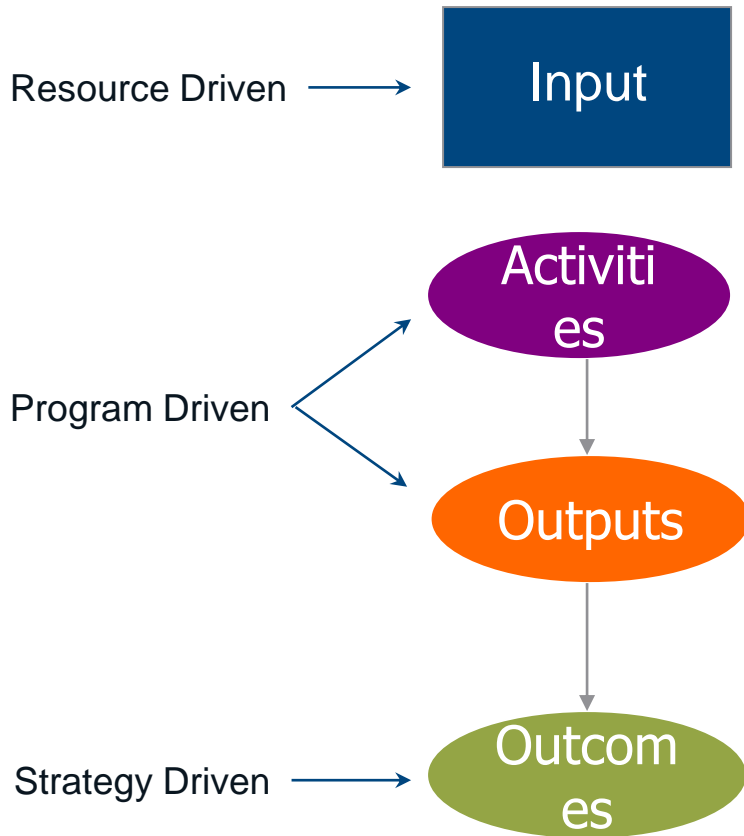 Resource Driven
Input
Activiti
es
Program Driven
Outputs
Strategy Driven
Outcom
es